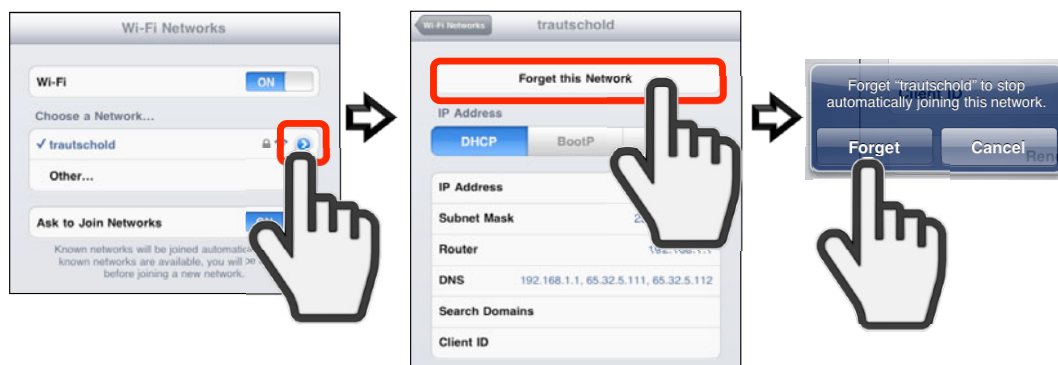 Wi-Fi Networks
Wi-Fi
ON
Choose a Network...
trautschold
Other...
Ask to Join Networks
ON
Known networks will be joined
known networks are available, you will
before joining a new network.
Wi-Fi Networks
trautschold
Forget this Network
IP Address
DHCP
BootP
IP Address
Subnet Mask
Router
DNS
192.168.1.1, 65.32.5.111, 65.32.5.112
Search Domains
Client ID
Forget “trautschold” to stop
automatically joining this network.
Client ID
Forget
Cancel